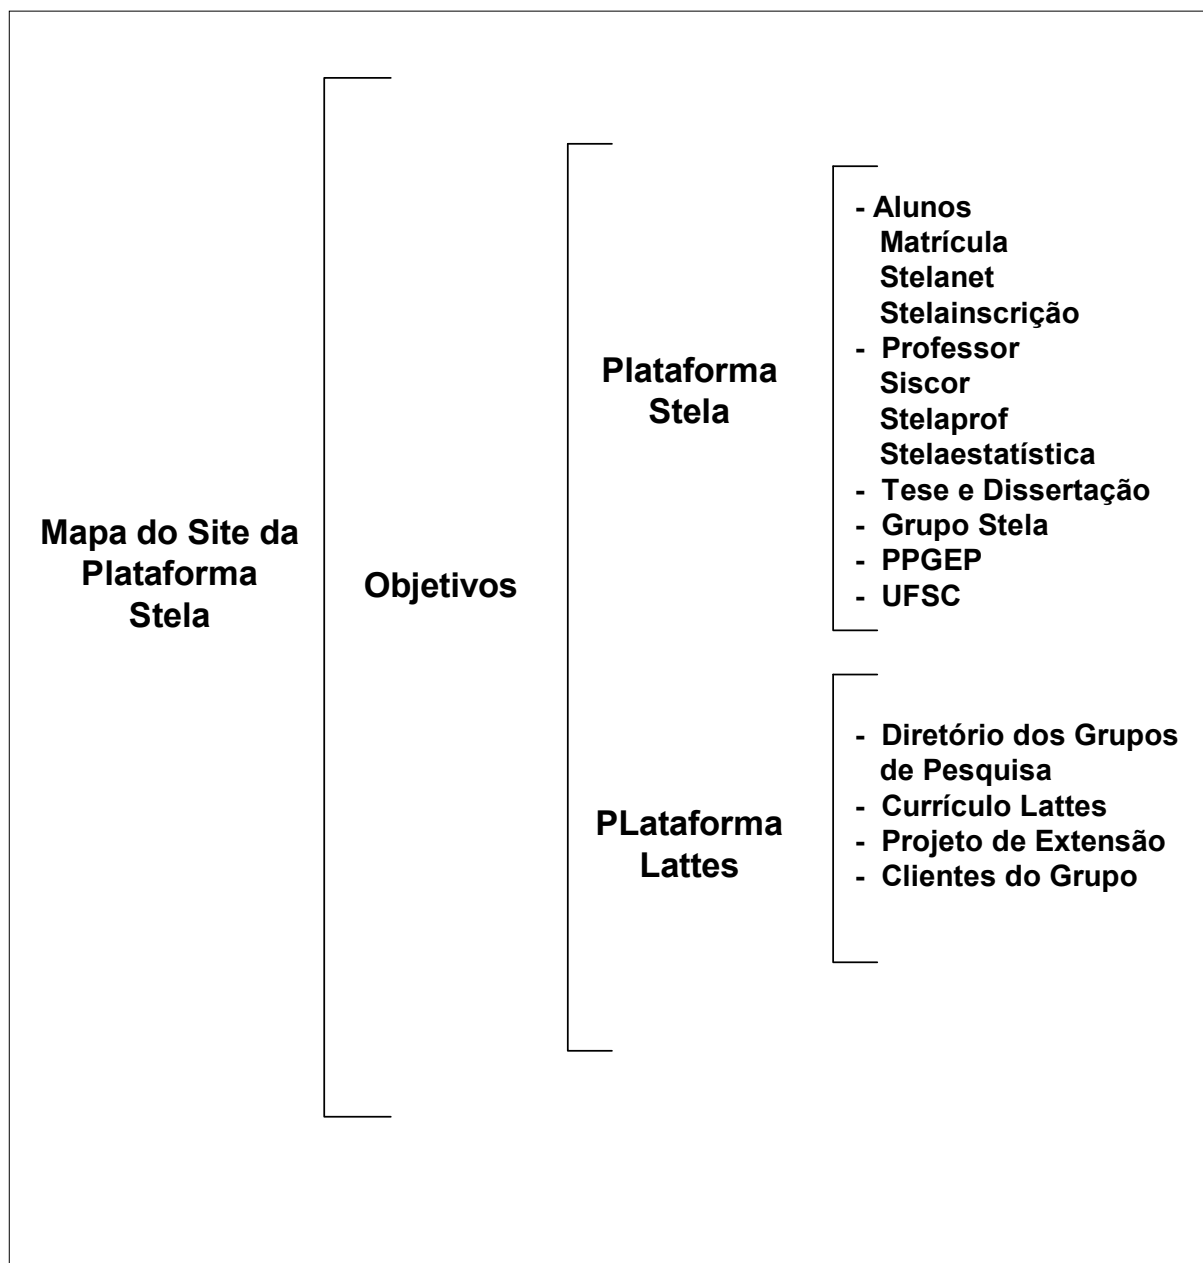 Mapa do Site da
Plataforma
Stela
Objetivos
Plataforma
Stela
- Alunos
Matrícula
Stelanet
Stelainscrição
- Professor
Siscor
Stelaprof
Stelaestatística
- Tese e Dissertação
- Grupo Stela
- PPGEP
- UFSC
PLataforma
Lattes
- Diretório dos Grupos
de Pesquisa
- Currículo Lattes
- Projeto de Extensão
- Clientes do Grupo